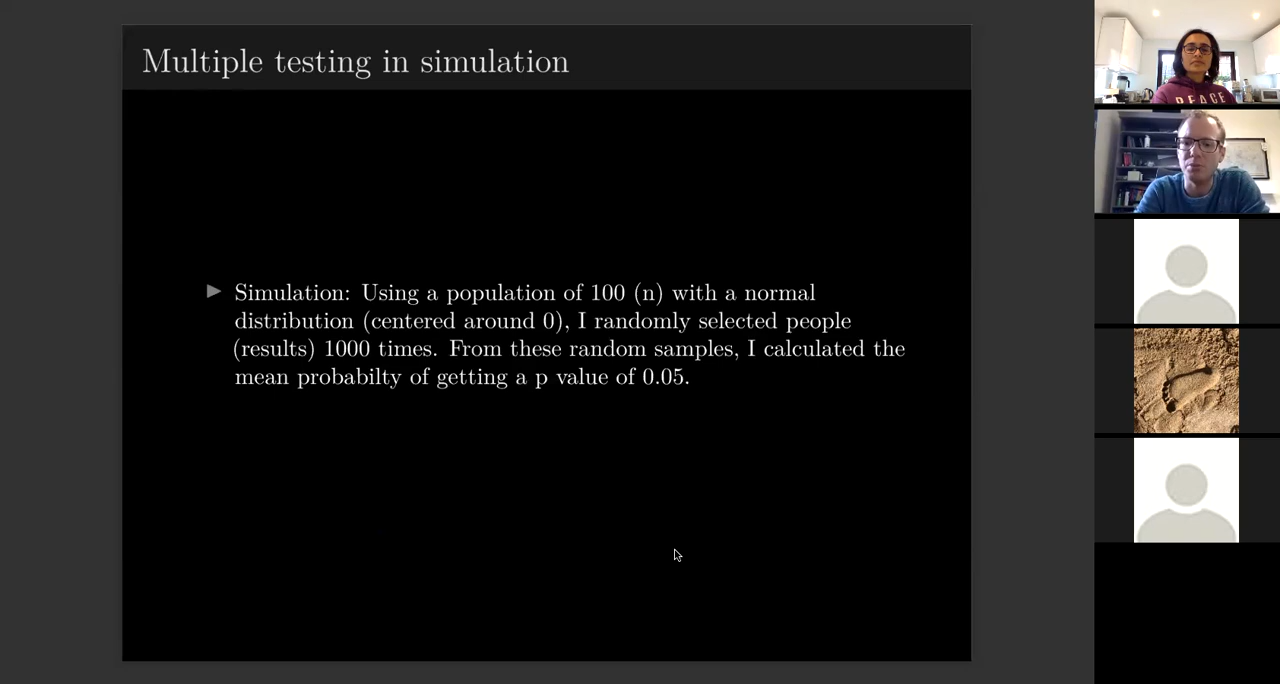 Multiple testing in simulation
Simulation: Using a population of 100 (n) with a normal
distribution (centered around 0), I randomly selected people
(results) 1000 times. From these random samples, I calculated the
mean probabilty of getting a p value of 0.05.
PEACE